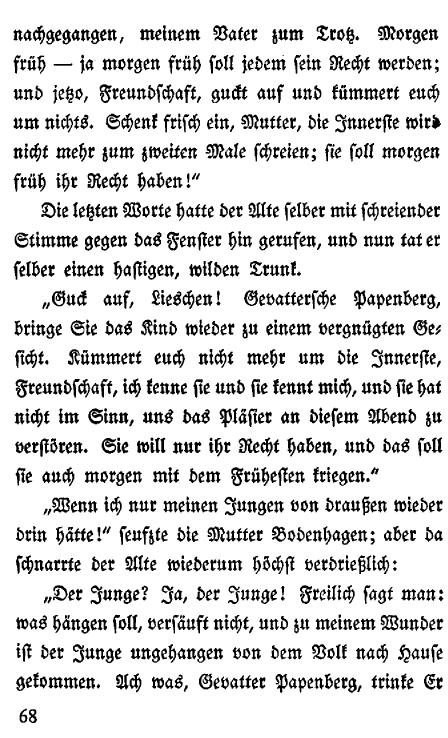 nachgegangen, meinem Vater zum Trotz. Morgen
früh — ja morgen früh soll jedem sein Recht werden;
und jetzo, Freundschaft, guckt auf und kümmert euch
um nichts. Schenk frisch ein, Mutter, die Innerste wird
nicht mehr zum zweiten Male schreien; sie soll morgen
früh ihr Recht haben!“
Die letzten Worte hatte der Alte selber mit schreiender
Stimme gegen das Fenster hin gerufen, und nun tat er
selber einen hastigen, wilden Trunk.
„Guck auf, Lieschen! Gevattersche Papenberg,
bringe Sie das Kind wieder zu einem vergnügten Ge-
sicht. Kümmert euch nicht mehr um die Innerste,
Freundschaft, ich kenne sie und sie kennt mich, und sie hat
nicht im Sinn, uns das Pläsier an diesem Abend zu
verstören. Sie will nur ihr Recht haben, und das soll
sie auch morgen mit dem Frühesten kriegen.“
„Wenn ich nur meinen Jungen von draußen wieder
drin hätte!“ seufzte die Mutter Bodenhagen; aber da
schnarrte der Alte wiederum höchst verdrießlich:
„Der Junge? Ja, der Junge! Freilich sagt man:
was hängen soll, versäuft nicht, und zu meinem Wunder
ist der Junge ungehangen von dem Volk nach Hause
gekommen. Ach was, Gevatter Papenberg, trinke Er
68